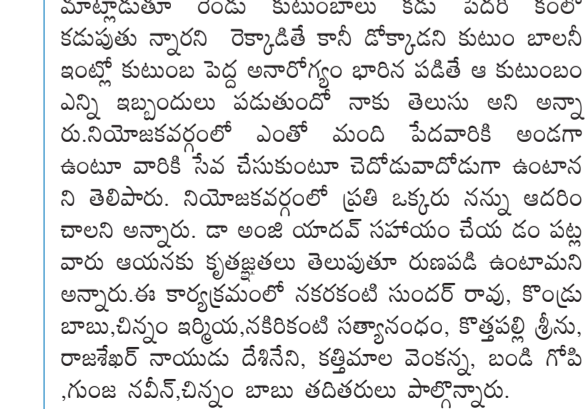 మాట్లాడుతూ రెండు కుటుంబాలు కడు పేదరి కంలో
కడుపుతు న్నారని రెక్కాడితే కానీ డోక్కాడని కుటుం బాలనీ
ఇంట్లో కుటుంబ పెద్ద అనారోగ్యం భారిన పడితే ఆ కుటుంబం
ఎన్ని ఇబ్బందులు పడుతుందో నాకు తెలుసు అని అన్నా
రు.నియోజకవర్గంలో ఎంతో మంది పేదవారికి అండగా
ఉంటూ వారికి సేవ చేసుకుంటూ చెదోడువాదోడుగా ఉంటాన
ని తెలిపారు. నియోజకవర్గంలో ప్రతి ఒక్కరు నన్ను ఆదరిం
చాలని అన్నారు. డా అంజి యాదవ్ సహాయం చేయ డం పట్ల
వారు ఆయనకు కృతజ్ఞతలు తెలుపుతూ రుణపడి ఉంటామని
అన్నారు.ఈ కార్యక్రమంలో నకరకంటి సుందర్ రావు, కొండ్రు
బాబు,చిన్నం ఇర్మియ,నకిరికంటి సత్యానంధం, కొత్తపల్లి శ్రీను,
రాజశేఖర్ నాయుడు దేశినేని, కత్తిమాల వెంకన్న, బండి గోపి
,గుంజ నవీన్,చిన్నం బాబు తదితరులు పాల్గొన్నారు.